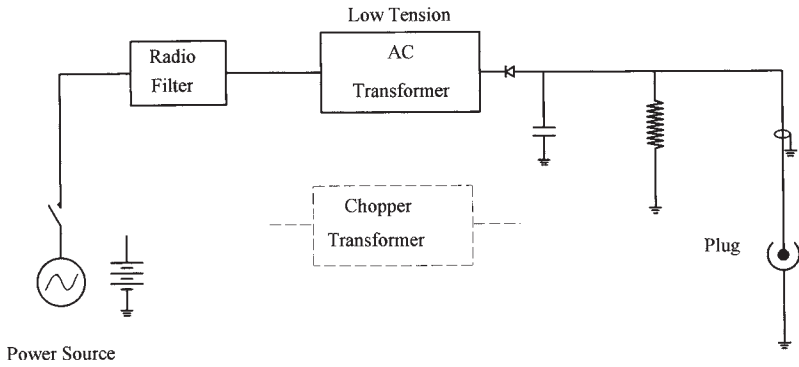 Low Tension
Radio
Filter
AC
Transformer
Chopper
Transformer
Plug
Power Source